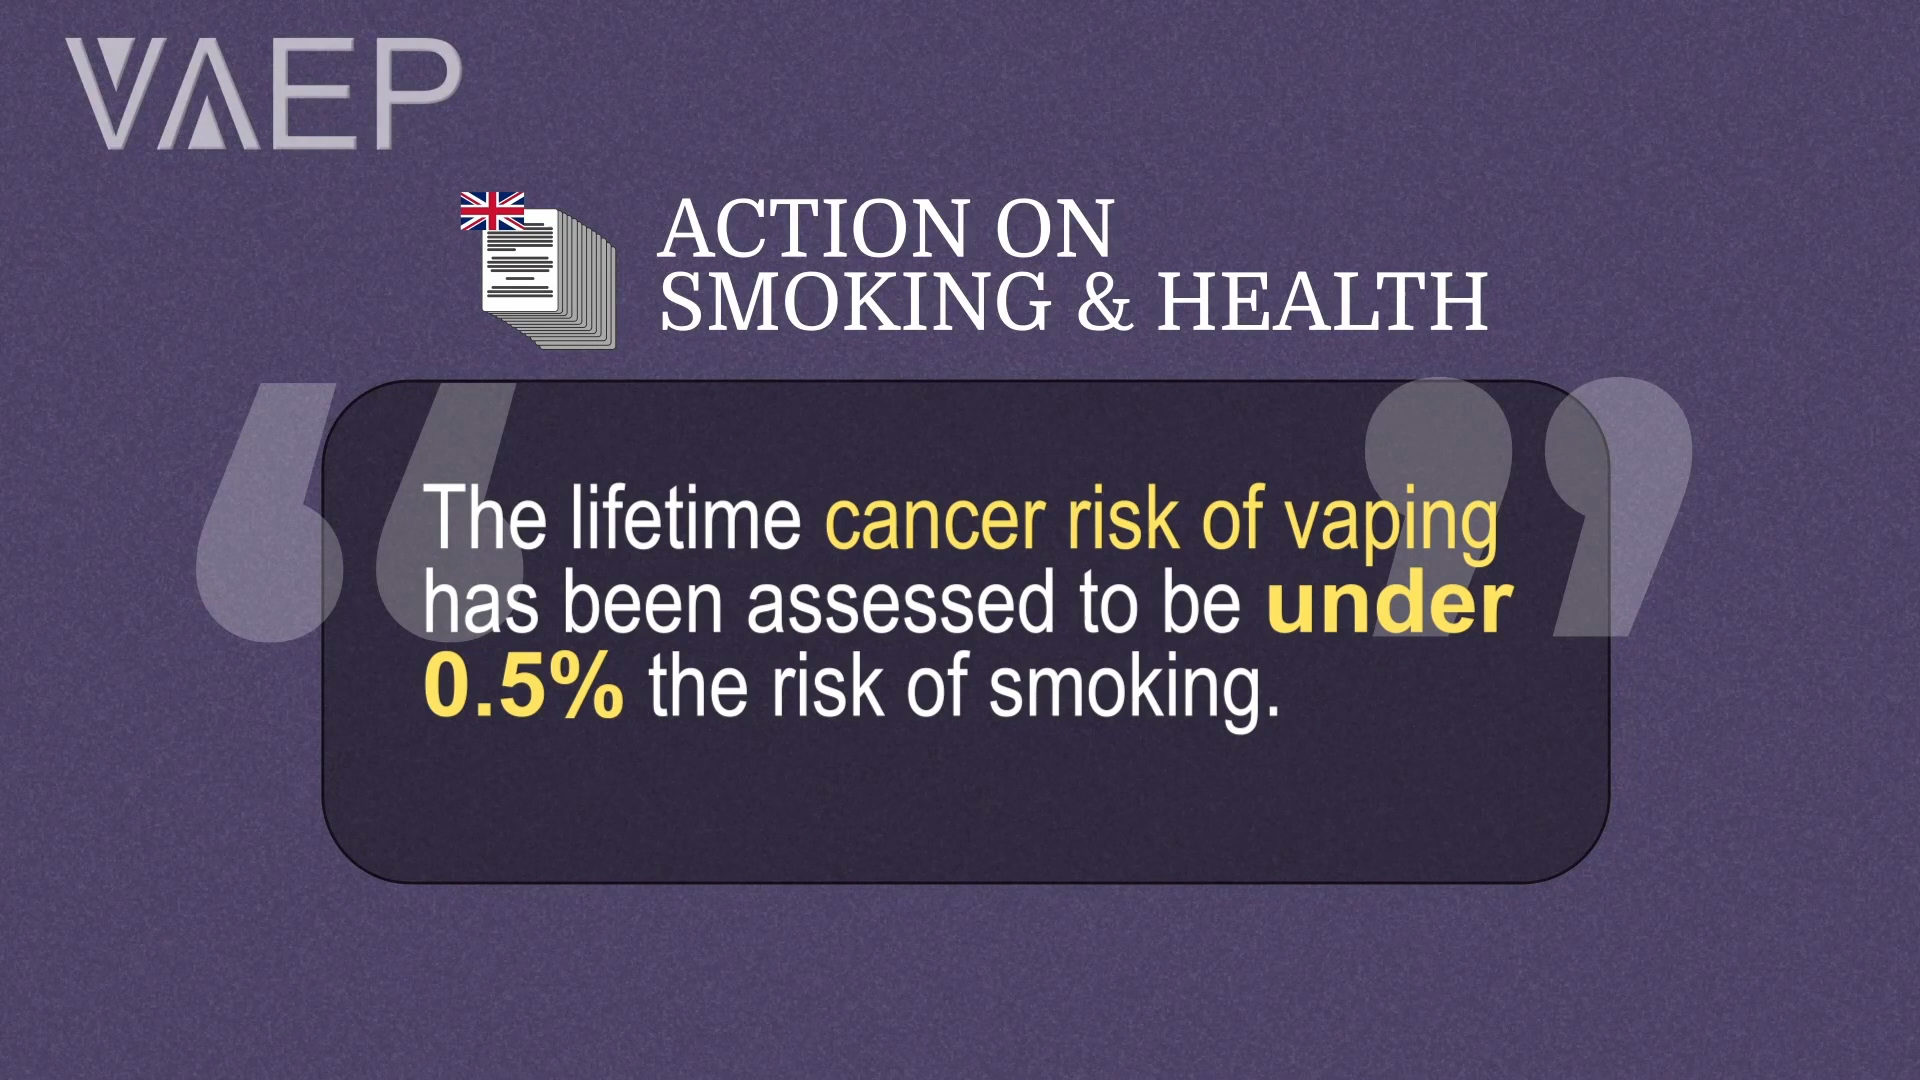 VAEP
ACTION ON
SMOKING & HEALTH
The lifetime cancer risk of vaping
has been assessed to be under
0.5% the risk of smoking.